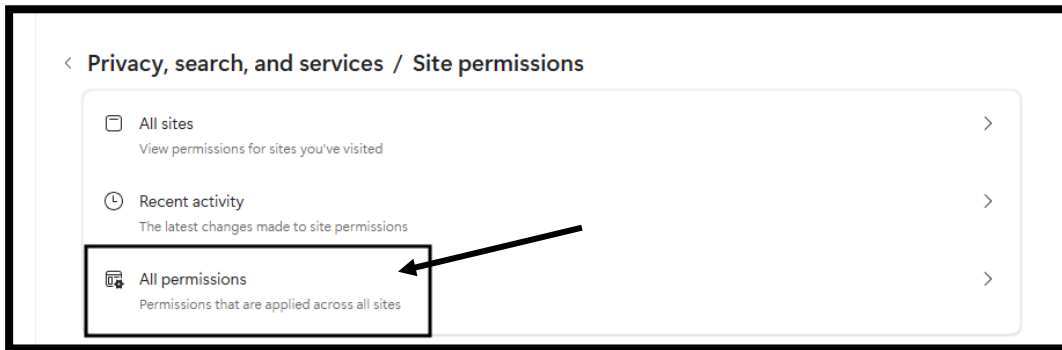 Privacy, search, and services / Site permissions
All sites
View permissions for sites you've visited
Recent activity
The latest changes made to site permissions
All permissions
Permissions that are applied across all sites